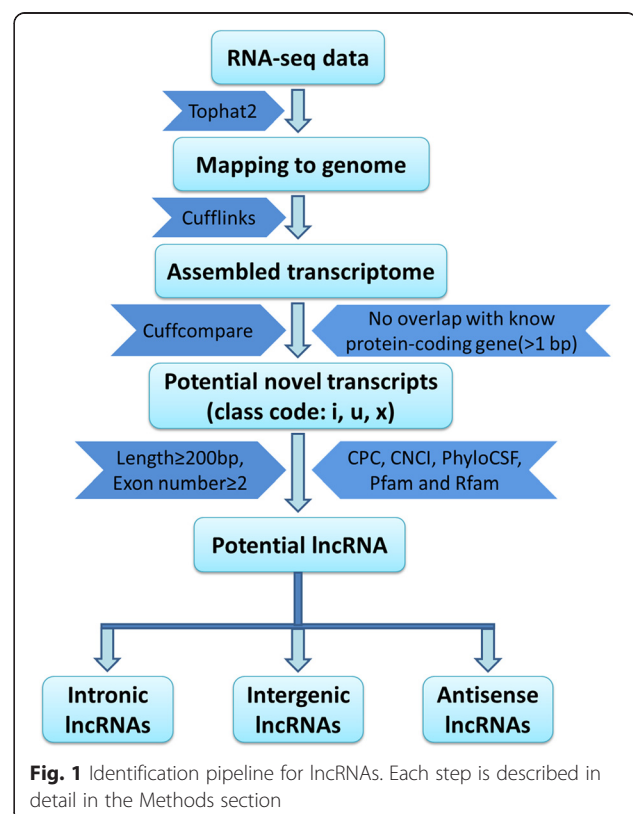 RNA-seq data
Tophat2
Mapping to genome
Cufflinks
Assembled transcriptome
Cuffcompare
No overlap with know
protein-coding gene(>1 bp)
Potential novel transcripts
(class code: i, u, x)
Length≥200bp,
Exon number≥2
CPC, CNCI, PhyloCSF,
Pfam and Rfam
Potential lncRNA
Intronic
lncRNAs
Intergenic
lncRNAs
Antisense
lncRNAs
Fig. 1 Identification pipeline for lncRNAs. Each step is described in
detail in the Methods section